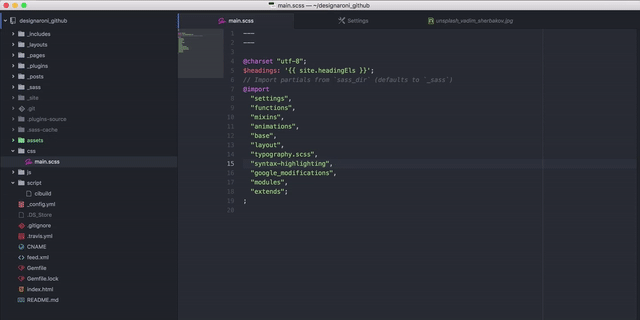 main.scss — ~/designaroni_github
designaroni_github
_includes
_layouts
_pages
_plugins
_posts
_sass
_site
.git
.plugins-source
.sass-cache
assets
css
main.scss
js
script
cibuild
_config.yml
.DS_Store
.gitignore
.travis.yml
CNAME
feed.xml
Gemfile
Gemfile.lock
index.html
README.md
main.scss
Settings
unsplash_vadim_sherbakov.jpg
1 ---
2 ---
3
4 @charset "utf-8";
5 $headings: '{{ site.headingEls }}';
6 // Import partials from `sass_dir` (defaults to `_sass`)
7 @import
8 "settings",
9 "functions",
10 "mixins",
11 "animations",
12 "base",
13 "layout",
14 "typography.scss",
15 "syntax-highlighting",
16 "google_modifications",
17 "modules",
18 "extends";
19 ;
20